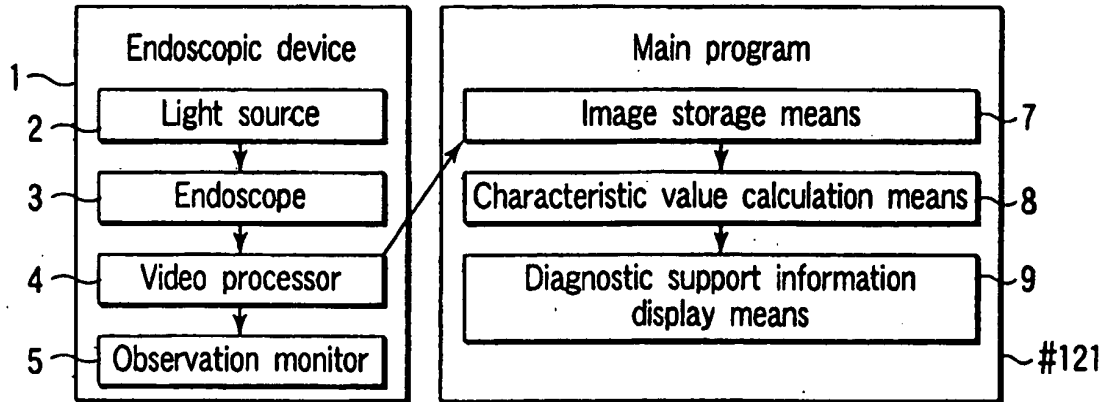 Endoscopic device
1
Light source
2
Endoscope
3
Video processor
4
Observation monitor
5
Main program
Image storage means
7
Characteristic value calculation means
8
Diagnostic support information
display means
9
#121